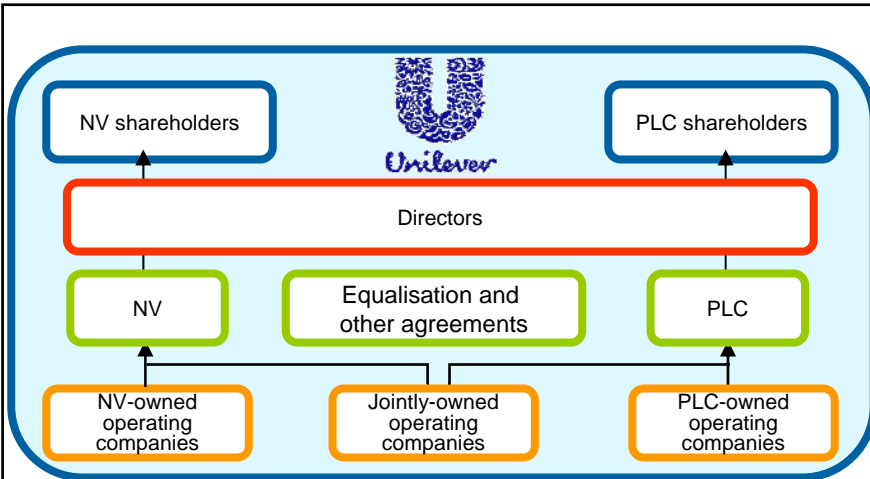 Unilever
NV shareholders
PLC shareholders
Directors
NV
Equalisation and
other agreements
PLC
NV-owned
operating
companies
Jointly-owned
operating
companies
PLC-owned
operating
companies